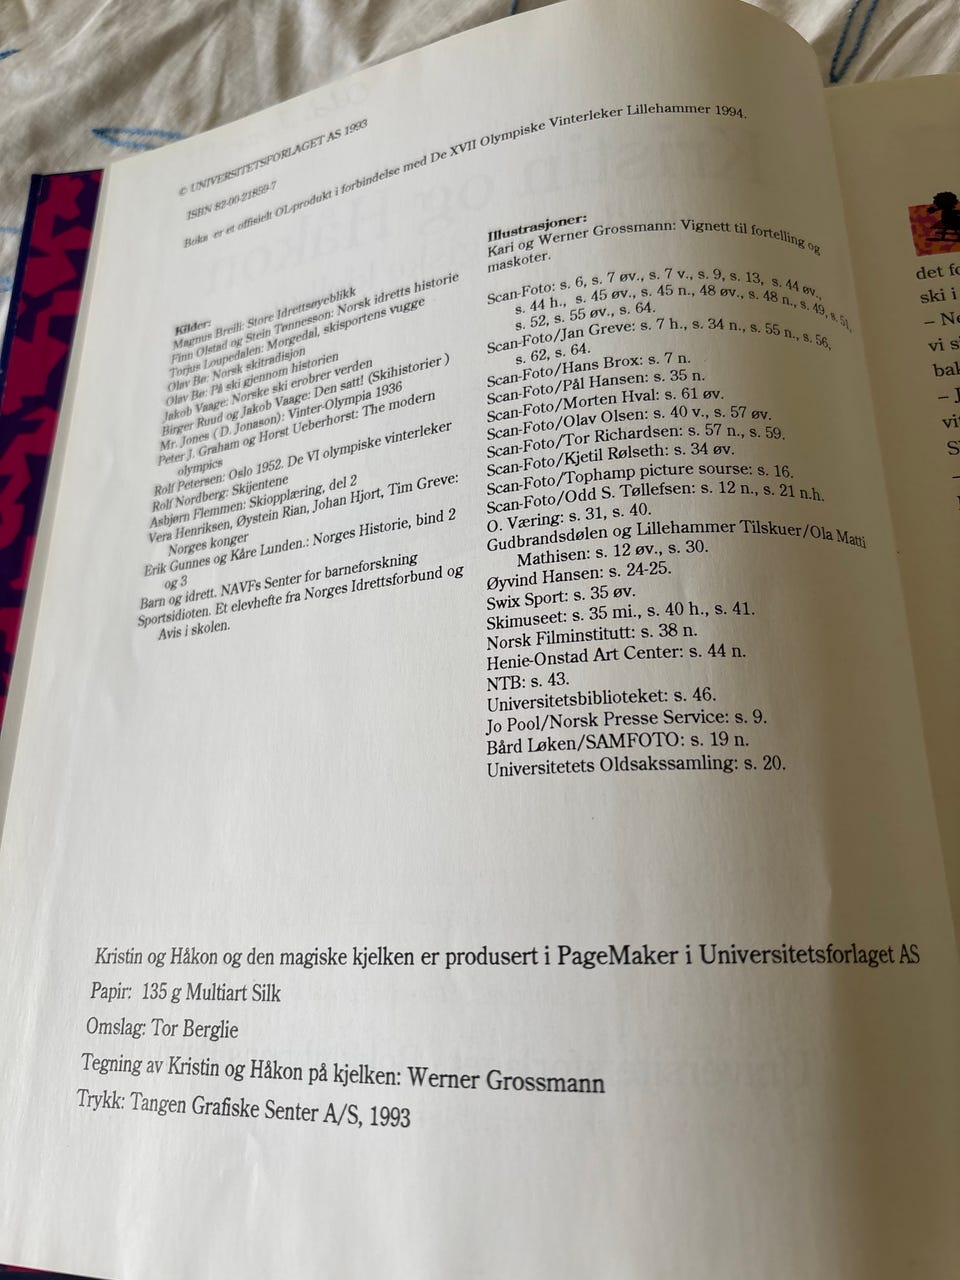 © UNIVERSITETSFORLAGET AS 1993
ISBN 82-00-21859-7
er et offisielt OL-produkt i forbindelse med De XVII Olympiske Vinterleker Lillehammer 1994.
Kilder:
Magnus Breili: Store Idrettsøyeblikk
Finn Olstad og Stein Tønnesson: Norsk idretts historie
Torjus Loupedalen: Morgedal, skisportens vugge
Olav Bø: Norsk skitradisjon
Olav Bø: På ski gjennom historien
Jakob Vaage: Norske ski erobrer verden
Birger Ruud og Jakob Vaage: Den satt! (Skihistorier )
Mr. Jones ( D. Jonason): Vinter-Olympia 1936
Peter J. Graham og Horst Ueberhorst: The modern
olympics
Rolf Petersen: Oslo 1952. De VI olympiske vinterleker
Rolf Nordberg: Skijentene
Asbjørn Flemmen: Skiopplæring, del 2
Vera Henriksen, Øystein Rian, Johan Hjort, Tim Greve:
Norges konger
Erik Gunnes og Kåre Lunden.: Norges Historie, bind 2
og 3
Barn og idrett. NAVFs Senter for barneforskning
Sportsidioten. Et elevhefte fra Norges Idrettsforbund og
Avis i skolen.
Illustrasjoner:
Kari og Werner Grossmann: Vignett til fortelling og
maskoter.
Scan-Foto: s. 6, s. 7 øv., s. 7 v., s. 9, s. 13, s. 44 øv.,
s. 44 h., s. 45 øv., s. 45 n., 48 øv., s. 48 n., s. 49, s. 51,
s. 52, s. 55 øv., s. 64.
Scan-Foto/Jan Greve: s. 7 h., s. 34 n., s. 55 n., s. 56,
s. 62, s. 64.
Scan-Foto/Hans Brox: s. 7 n.
Scan-Foto/Pål Hansen: s. 35 n.
Scan-Foto/Morten Hval: s. 61 øv.
Scan-Foto/Olav Olsen: s. 40 v., s. 57 øv.
Scan-Foto/Tor Richardsen: s. 57 n., s. 59.
Scan-Foto/Kjetil Rølseth: s. 34 øv.
Scan-Foto/Tophamp picture sourse: s. 16.
Scan-Foto/Odd S. Tøllefsen: s. 12 n., s. 21 n.h.
O. Væring: s. 31, s. 40.
Gudbrandsdølen og Lillehammer Tilskuer/Ola Matti
Mathisen: s. 12 øv., s. 30.
Øyvind Hansen: s. 24-25.
Swix Sport: s. 35 øv.
Skimuseet: s. 35 mi., s. 40 h., s. 41.
Norsk Filminstitutt: s. 38 n.
Henie-Onstad Art Center: s. 44 n.
NTB: s. 43.
Universitetsbiblioteket: s. 46.
Jo Pool/Norsk Presse Service: s. 9.
Bård Løken/SAMFOTO: s. 19 n.
Universitetets Oldsakssamling: s. 20.
Kristin og Håkon og den magiske kjelken er produsert i PageMaker i Universitetsforlaget AS
Papir: 135 g Multiart Silk
Omslag: Tor Berglie
Tegning av Kristin og Håkon på kjelken: Werner Grossmann
Trykk: Tangen Grafiske Senter A/S, 1993
det
ski i
vi